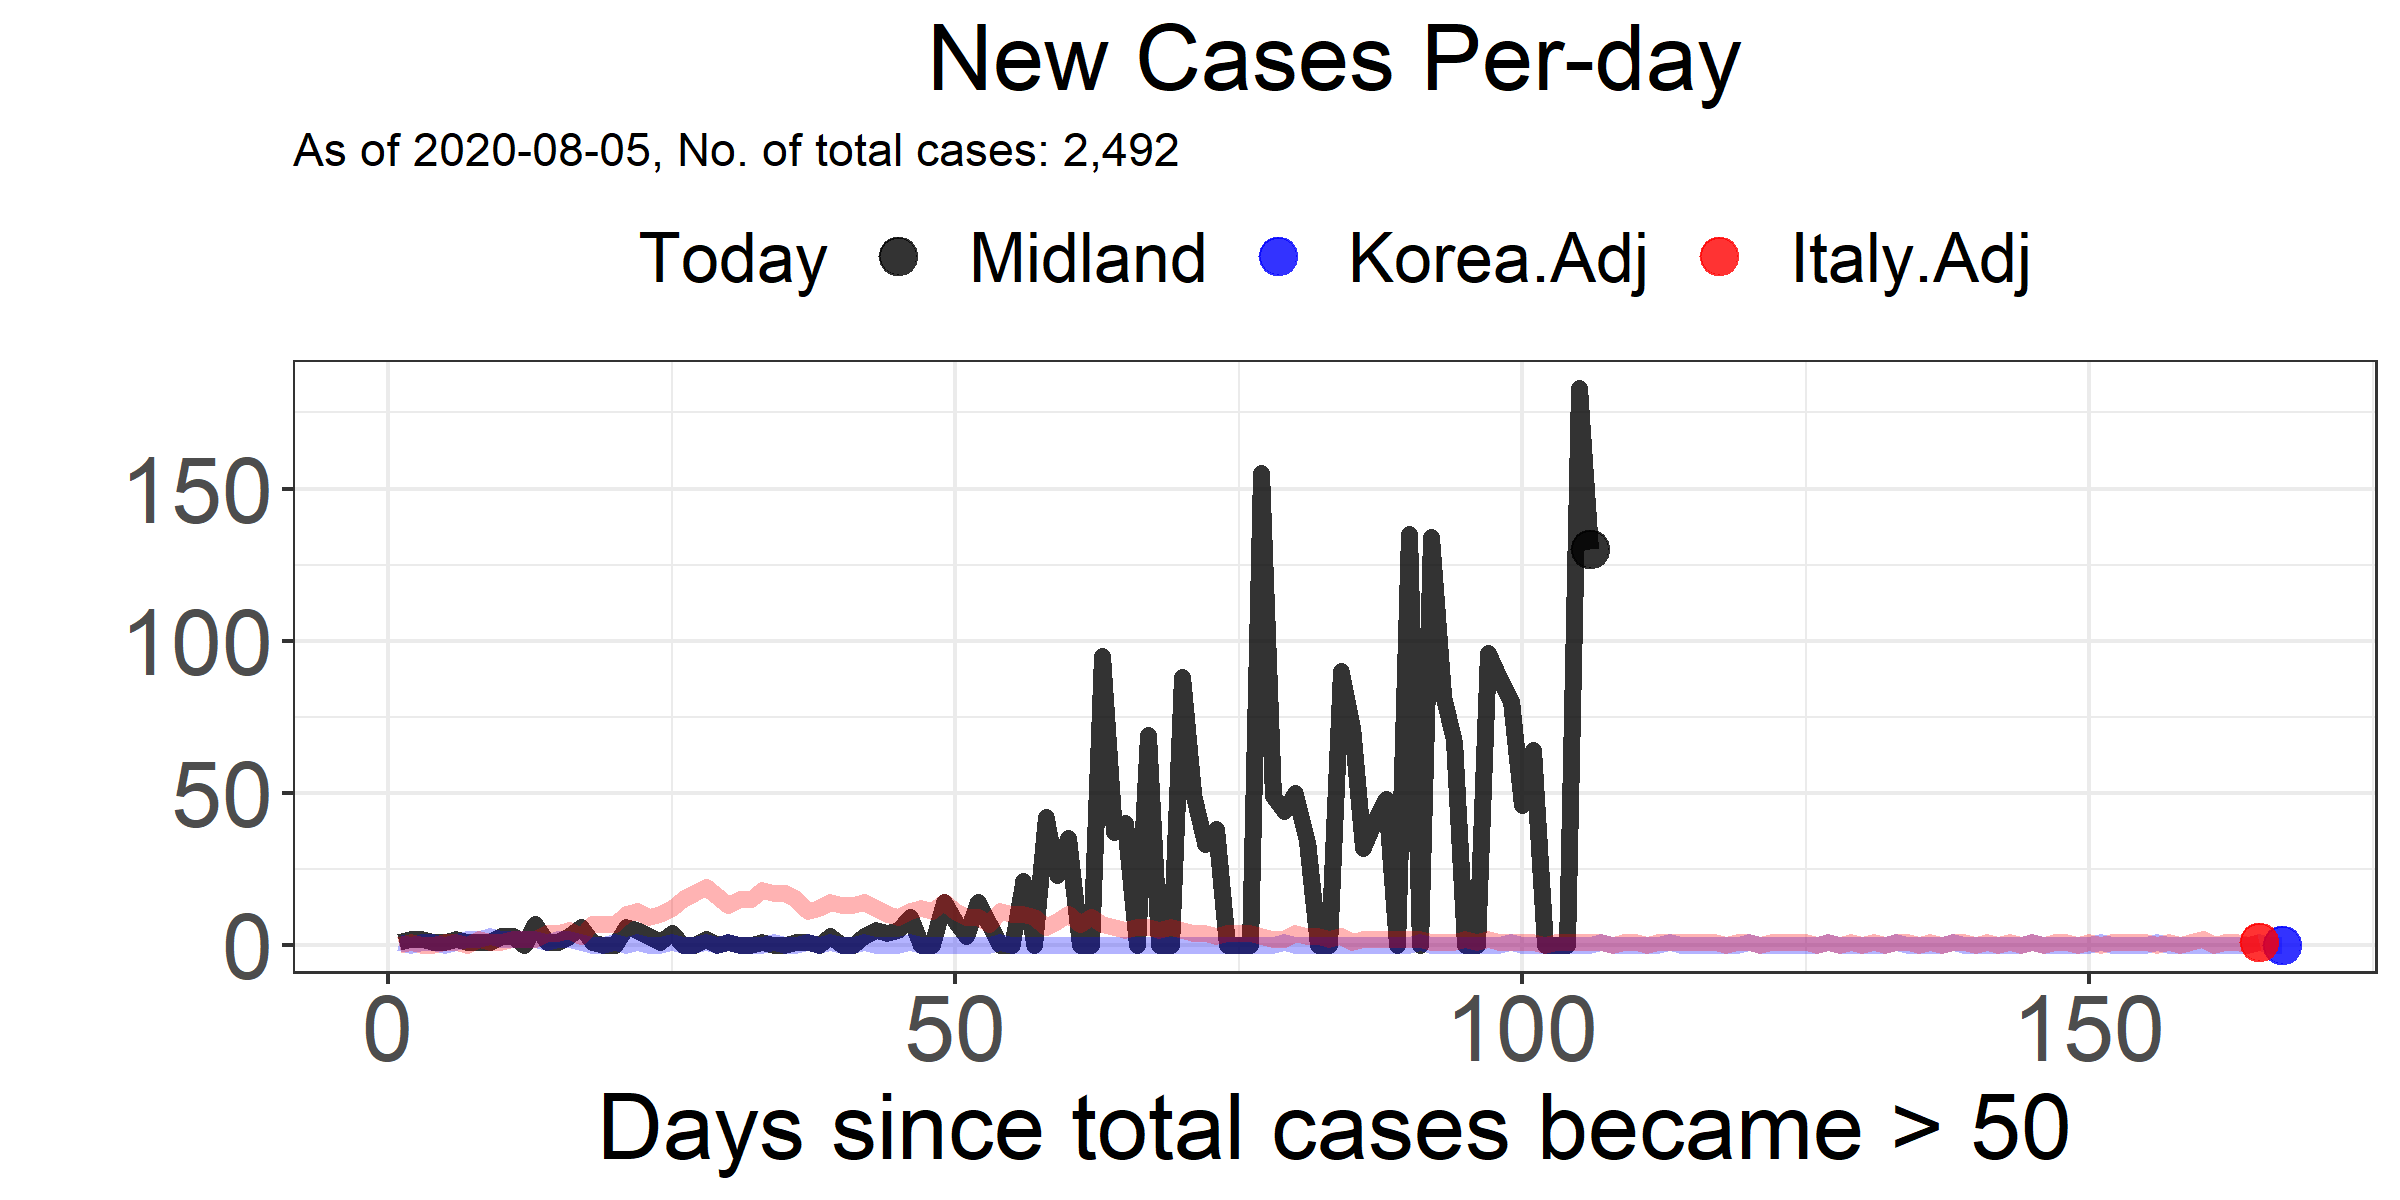 New Cases Per-day
As of 2020-08-05, No. of total cases: 2,492
Today Midland Korea.Adj Italy.Adj
150
100
50
0
0 50 100 150
Days since total cases became > 50